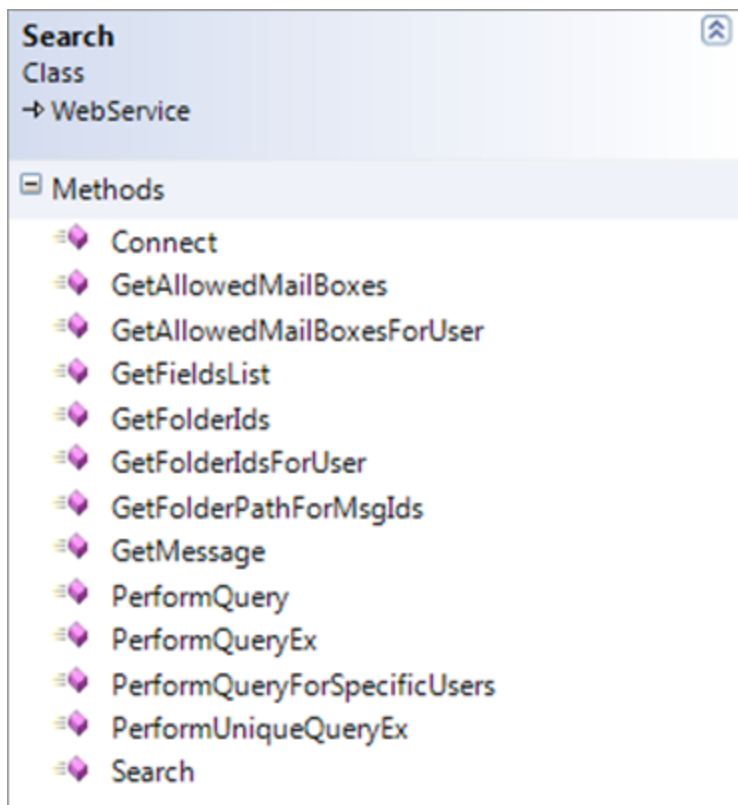 Search
Class
WebService
Methods
Connect
GetAllowedMailBoxes
GetAllowedMailBoxesForUser
GetFieldsList
GetFolderIds
GetFolderIdsForUser
GetFolderPathForMsgIds
GetMessage
PerformQuery
PerformQueryEx
PerformQueryForSpecificUsers
PerformUniqueQueryEx
Search